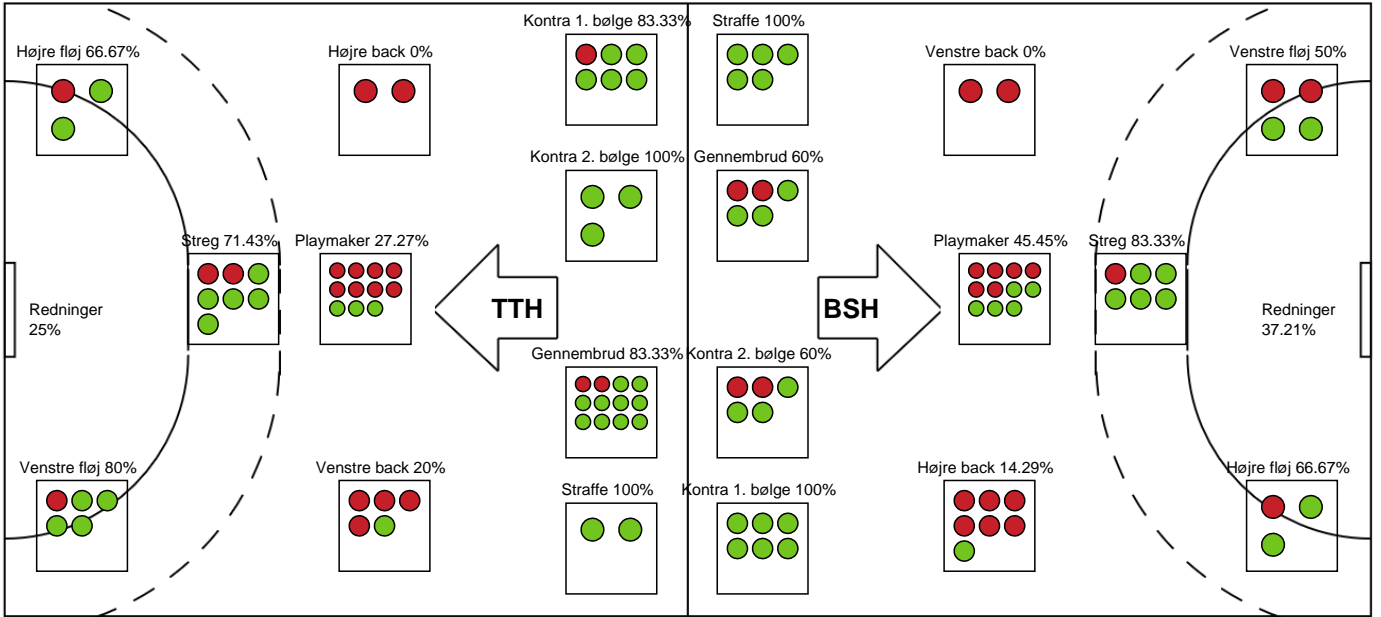 Kontra 1. bølge 83.33%
Straffe 100%
Højre fløj 66.67%
Højre back 0%
Venstre back 0%
Venstre fløj 50%
Kontra 2. bølge 100%
Gennembrud 60%
Streg 71.43%
Playmaker 27.27%
Playmaker 45.45%
Streg 83.33%
Redninger
25%
TTH
BSH
Redninger
37.21%
Gennembrud 83.33%
Kontra 2. bølge 60%
Venstre fløj 80%
Venstre back 20%
Straffe 100%
Kontra 1. bølge 100%
Højre back 14.29%
Højre fløj 66.67%